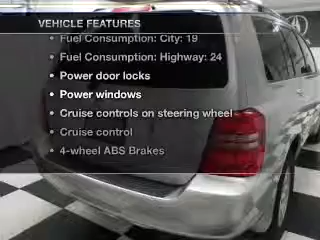 VEHICLE FEATURES
• Fuel Consumption: City: 19
• Fuel Consumption: Highway: 24
• Power door locks
• Power windows
• Cruise controls on steering wheel
• Cruise control
• 4-wheel ABS Brakes